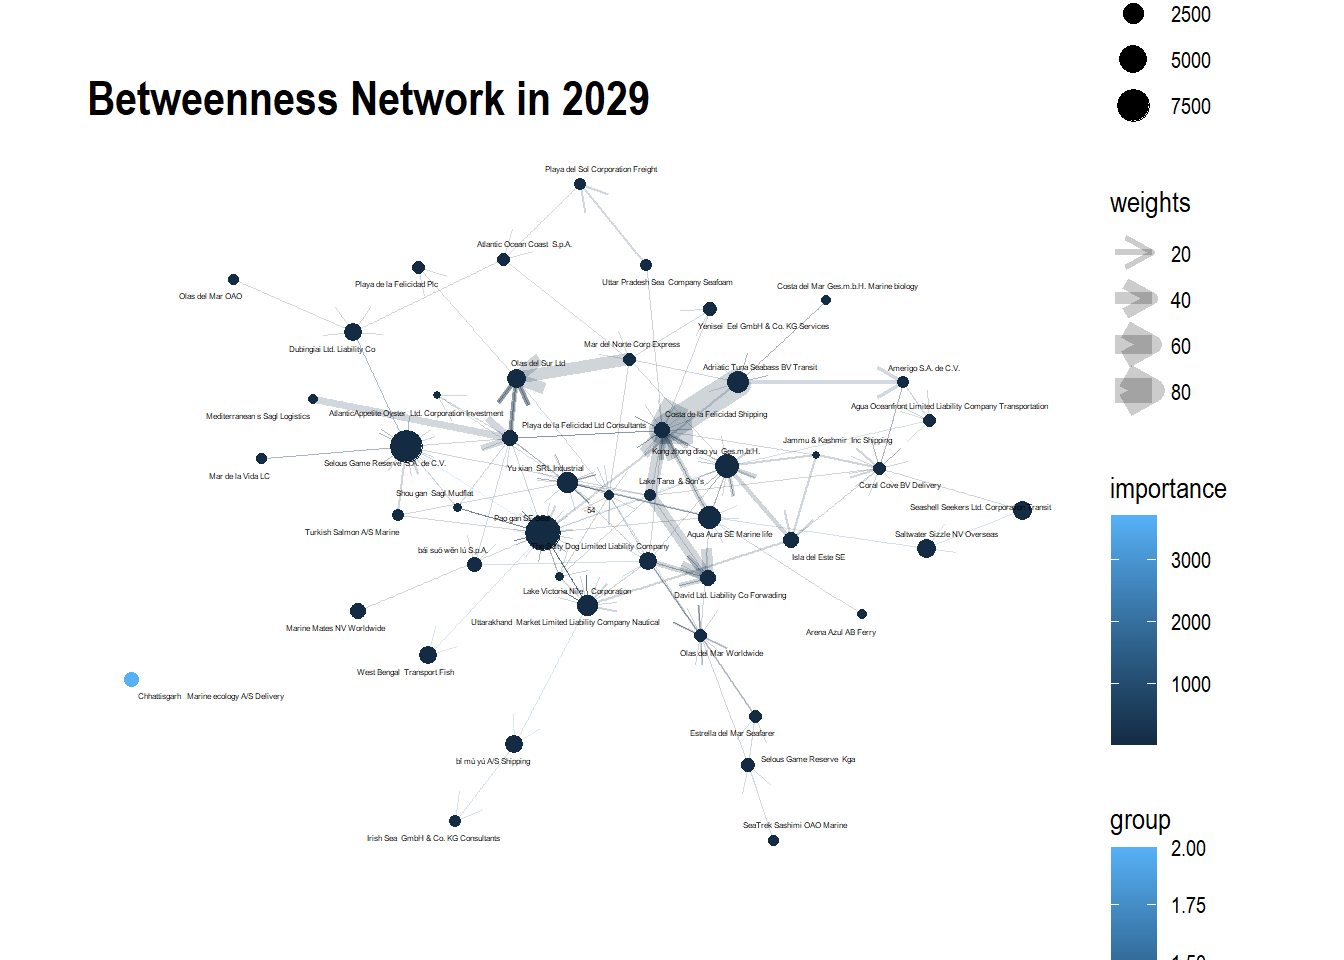 2500
5000
7500
Betweenness Network in 2029
Playa del Sol Corporation Freight
weights
20
40
60
80
Atlantic Ocean Coast S.p.A.
Playa de la Felicidad Plc
Uttar Pradesh Sea Company Seafoam
Costa del Mar Ges.m.b.H. Marine biology
Olas del Mar OAO
Yenisei Eel GmbH & Co. KG Services
Dubingiai Ltd. Liability Co
Mar del Norte Corp Express
Olas del Sur Ltd
Adriatic Tuna Seabass BV Transit
Amerigo S.A. de C.V.
Mediterranean s Sagl Logistics
AtlanticAppetite Oyster Ltd. Corporation Investment
Costa de la Felicidad Shipping
Agua Oceanfront Limited Liability Company Transportation
Playa de la Felicidad Ltd Consultants
Jammu & Kashmir Inc Shipping
Kong zhong diao yu Ges.m.b.H.
Selous Game Reserve S.A. de C.V.
Yu xian SRL Industrial
Mar de la Vida LC
Lake Tana & Son's
Coral Cove BV Delivery
importance
3000
2000
1000
Shou gan Sagl Mudflat
54
Seashell Seekers Ltd. Corporation Transit
Pao gan SE
Turkish Salmon A/S Marine
Aqua Aura SE Marine life
Saltwater Sizzle NV Overseas
bái suō wěn lú S.p.A.
Dog Limited Liability Company
Isla del Este SE
Lake Victoria Nile Corporation
David Ltd. Liability Co Forwading
Marine Mates NV Worldwide
Uttarakhand Market Limited Liability Company Nautical
Arena Azul AB Ferry
Olas del Mar Worldwide
West Bengal Transport Fish
Chhattisgarh Marine ecology A/S Delivery
Estrella del Mar Seafarer
bǐ mù yú A/S Shipping
Selous Game Reserve Kga
SeaTrek Sashimi OAO Marine
Irish Sea GmbH & Co. KG Consultants
group
2.00
1.75
1.50